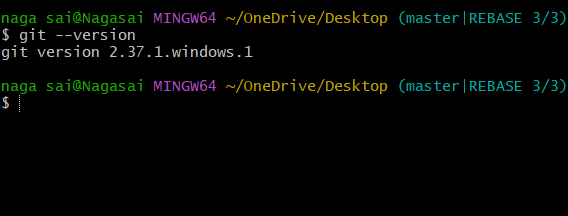 naga sai@Nagasai MINGW64 ~/OneDrive/Desktop (master|REBASE 3/3)
$ git --version
git version 2.37.1.windows.1
naga sai@Nagasai MINGW64 ~/OneDrive/Desktop (master|REBASE 3/3)
$